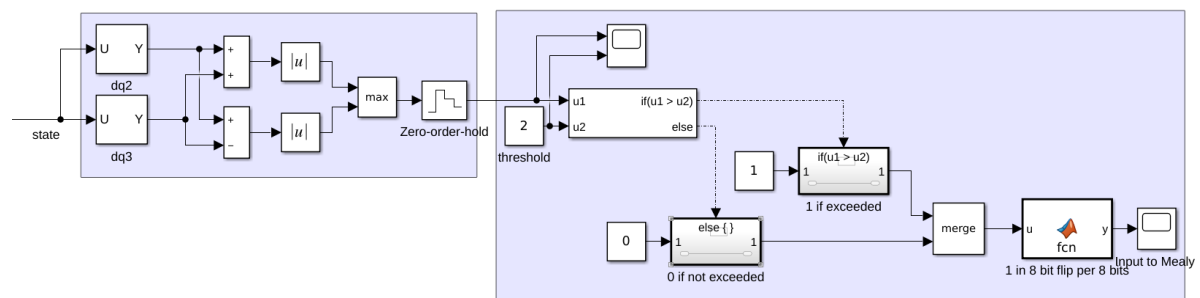 state
U Y
dq2
U Y
dq3
+
+
+
−
|u|
|u|
max
Zero-order-hold
2
threshold
u1 if(u1 > u2)
u2 else
1
if(u1 > u2)
1 1
1 if exceeded
0
else { }
1 1
0 if not exceeded
merge
u y
fcn
1 in 8 bit flip per 8 bits
Input to Mealy